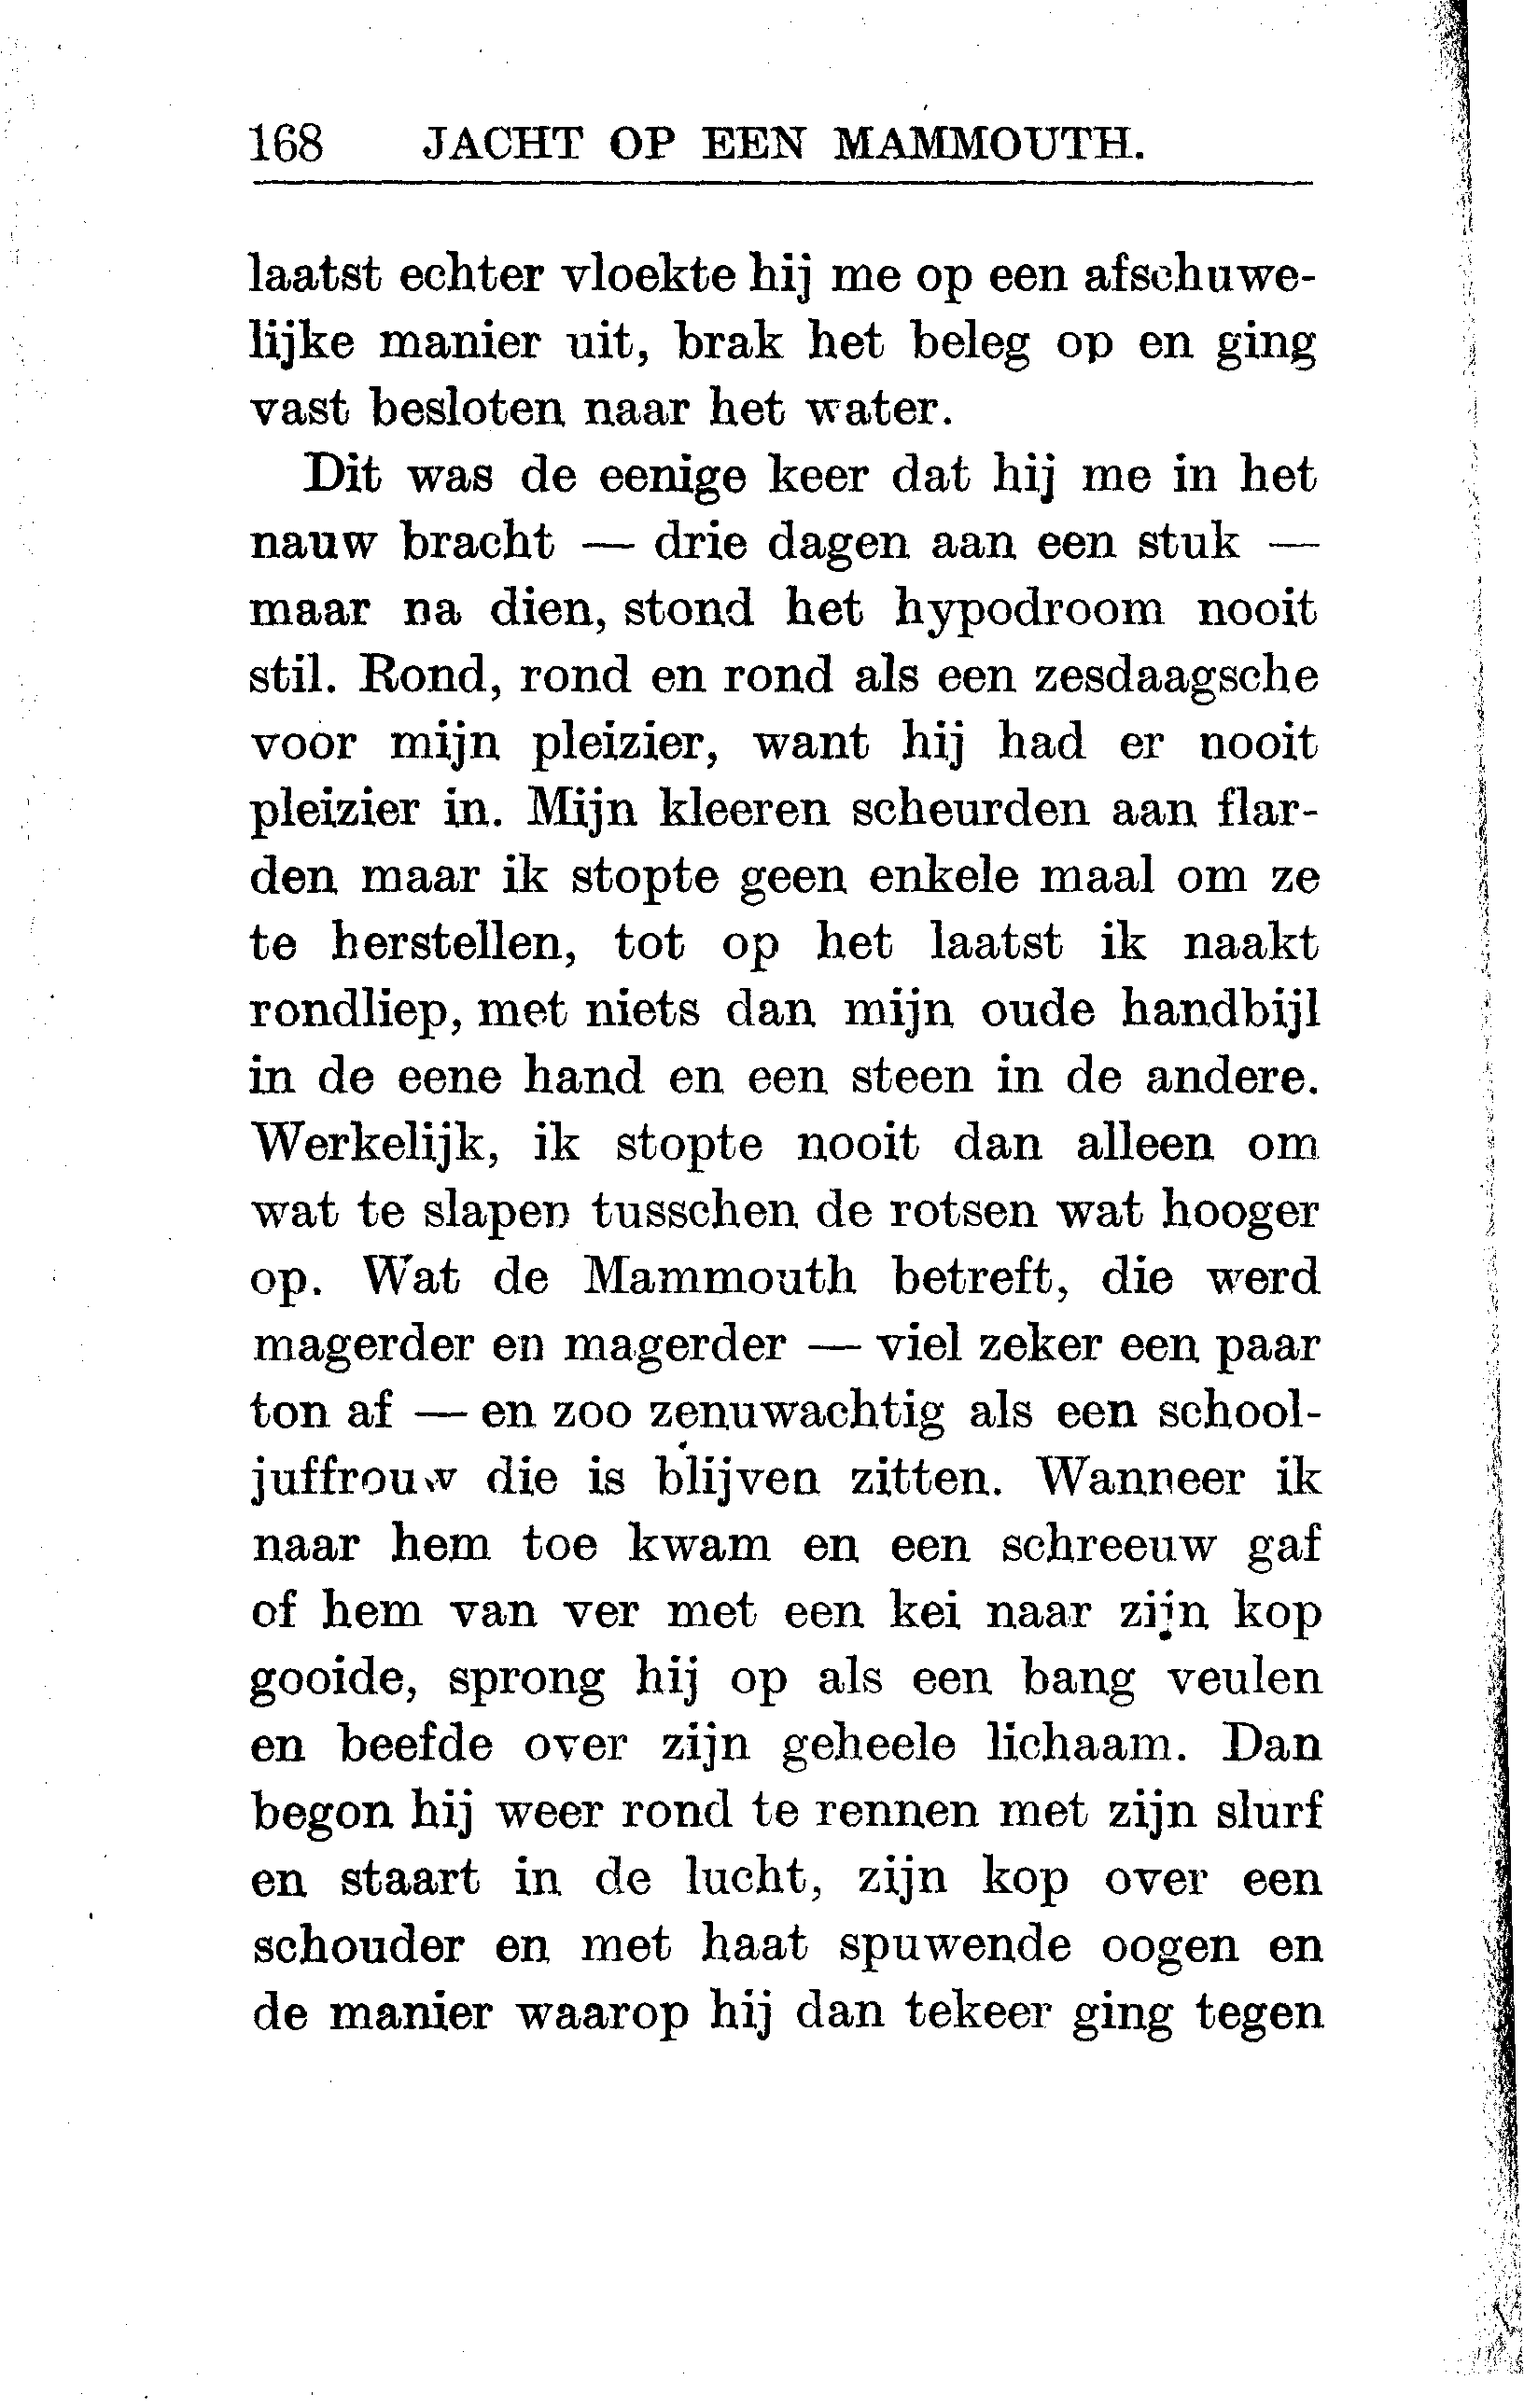 168 JACHT OP EEN MAMMOUTH.
laatst echter vloekte hij me op een afschuwe-
lijke manier uit, brak het beleg op en ging
vast besloten naar het water.
Dit was de eenige keer dat hij me in het
nauw bracht — drie dagen aan een stuk —
maar na dien, stond het hypodroom nooit
stil. Rond, rond en rond als een zesdaagsche
voor mijn pleizier, want hij had er nooit
pleizier in. Mijn kleeren scheurden aan flar-
den maar ik stopte geen enkele maal om ze
te herstellen, tot op het laatst ik naakt
rondliep, met niets dan mijn oude handbijl
in de eene hand en een steen in de andere.
Werkelijk, ik stopte nooit dan alleen om
wat te slapen tusschen de rotsen wat hooger
op. Wat de Mammouth betreft, die werd
magerder en magerder — viel zeker een paar
ton af — en zoo zenuwachtig als een school-
juffrouw die is blijven zitten. Wanneer ik
naar hem toe kwam en een schreeuw gaf
of hem van ver met een kei naar zijn kop
gooide, sprong hij op als een bang veulen
en beefde over zijn geheele lichaam. Dan
begon hij weer rond te rennen met zijn slurf
en staart in de lucht, zijn kop over een
schouder en met haat spuwende oogen en
de manier waarop hij dan tekeer ging tegen